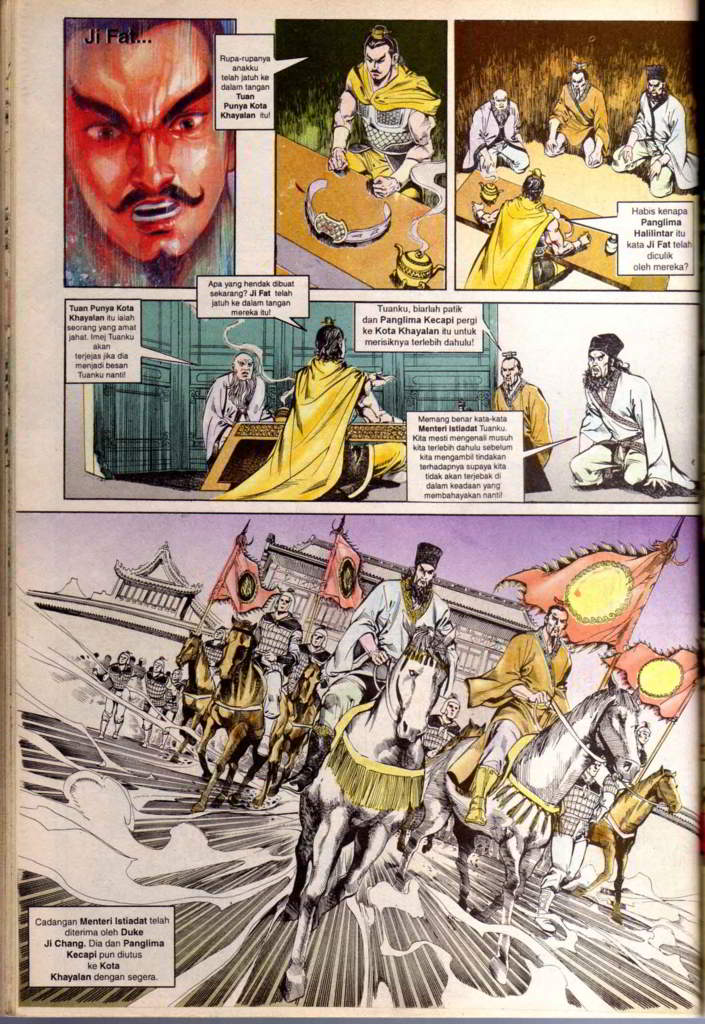 Ji Fat...
Rupa-rupanya
anakku
telah jatuh ke
dalam tangan
Tuan
Punya Kota
Khayalan itu!
Habis kenapa
Panglima
Halilintar itu
kata Ji Fat telah
diculik
oleh mereka?
Tuan Punya Kota
Khayalan itu ialah
seorang yang amat
jahat. Imej Tuanku
akan
terjejas jika dia
menjadi besan
Tuanku nanti!
Apa yang hendak dibuat
sekarang? Ji Fat telah
jatuh ke dalam tangan
mereka itu!
Tuanku, biarlah patik
dan Panglima Kecapi pergi
ke Kota Khayalan itu untuk
merisiknya terlebih dahulu!
Memang benar kata-kata
Menteri Istiadat Tuanku.
Kita mesti mengenali musuh
kita terlebih dahulu sebelum
kita mengambil tindakan
terhadapnya supaya kita
tidak akan terjebak di
dalam keadaan yang
membahayakan nanti!
Cadangan Menteri Istiadat telah
diterima oleh Duke
Ji Chang. Dia dan Panglima
Kecapi pun diutus
ke Kota
Khayalan dengan segera.